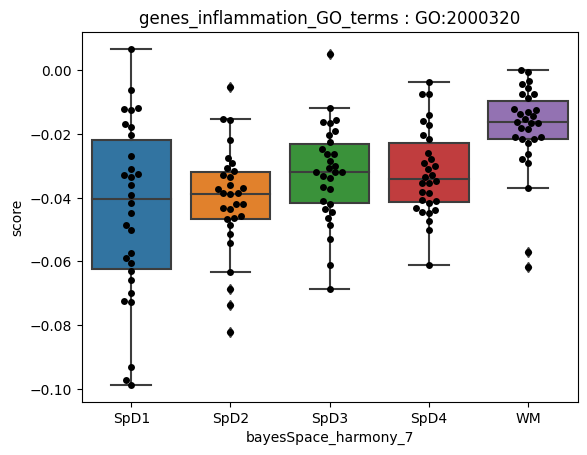 genes_inflammation_GO_terms : GO:2000320
0.00
−0.02
−0.04
−0.06
−0.08
−0.10
score
SpD1 SpD2 SpD3 SpD4 WM
bayesSpace_harmony_7